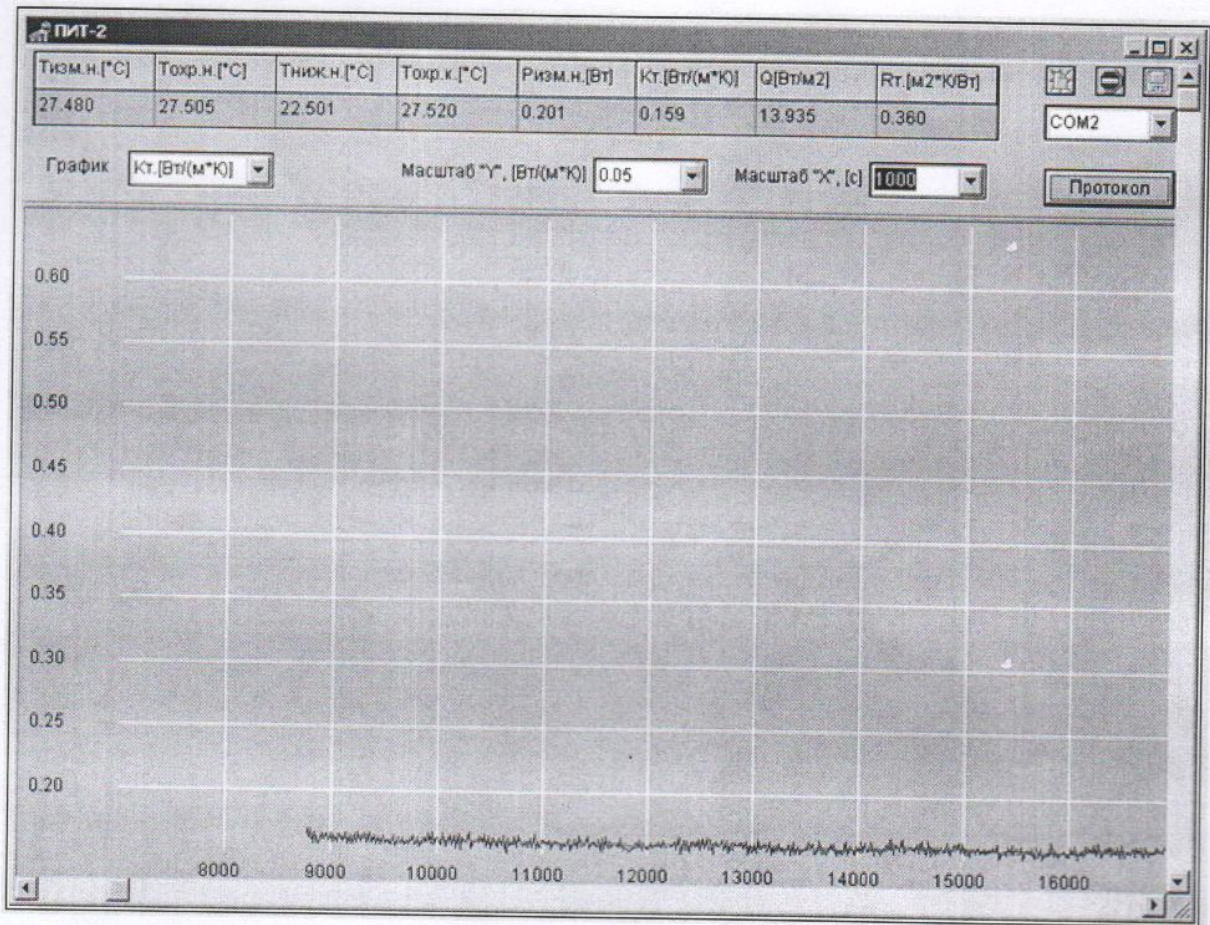 ПИТ-2
Тизм.н.[°C] Тохр.н.[°C] Тниж.н.[°C] Тохр.к.[°C] Ризм.н.[Вт] Кт.[Вт/(м*К)] Q[Вт/м2] Rт.[м2*К/Вт]
27.480 27.505 22.501 27.520 0.201 0.159 13.935 0.360
COM2
График Кт.[Вт/(м*К)] Масштаб "Y", [Вт/(м*К)] 0.05 Масштаб "X", [с] 1000 Протокол
0.60
0.55
0.50
0.45
0.40
0.35
0.30
0.25
0.20
8000 9000 10000 11000 12000 13000 14000 15000 16000